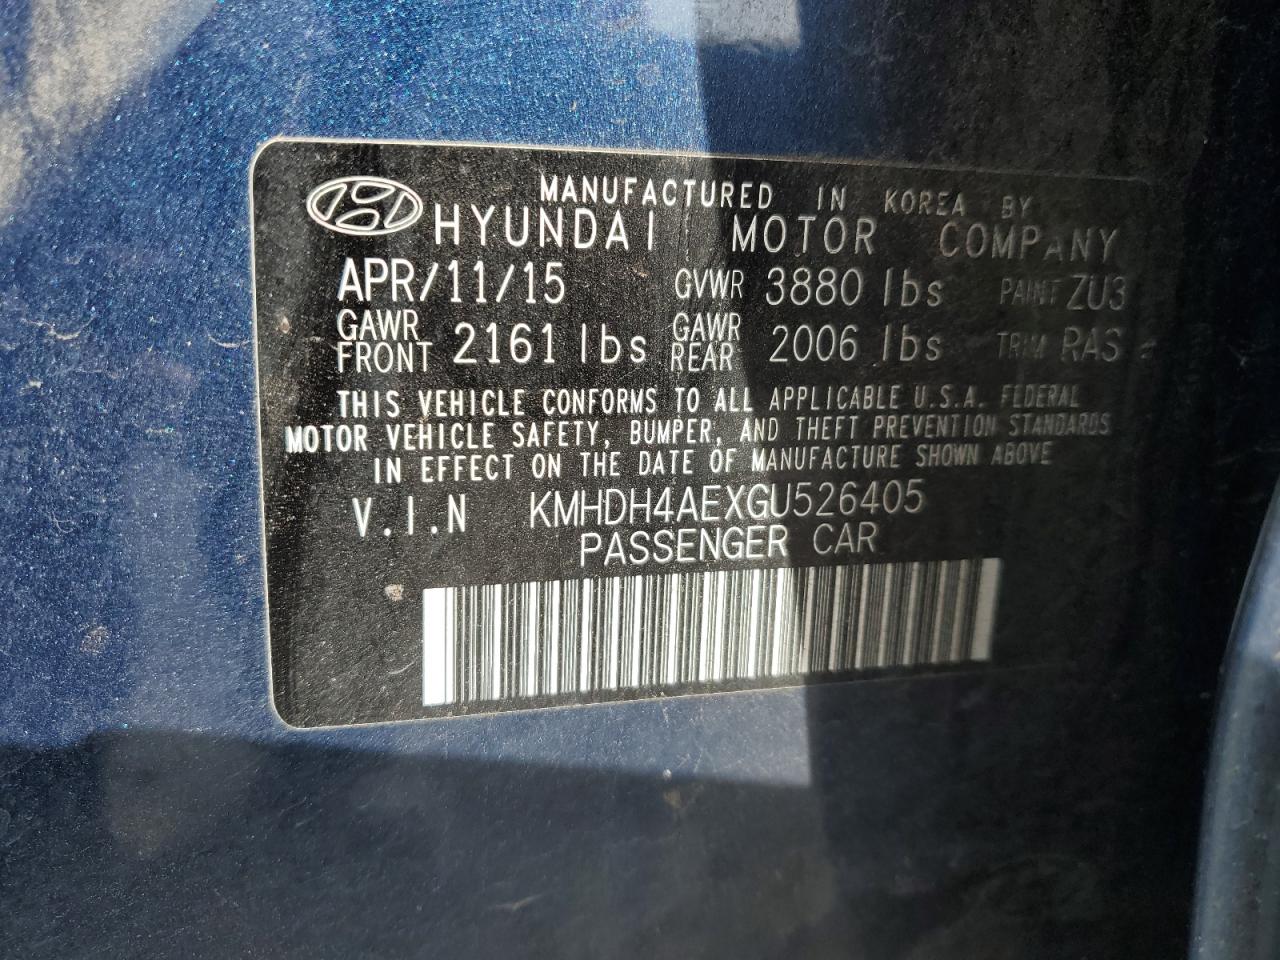 MANUFACTURED IN KOREA BY
HYUNDAI MOTOR COMPANY
APR/11/15 GVWR 3880 lbs PAINT ZU3
GAWR FRONT 2161 lbs GAWR REAR 2006 lbs TRIM RAS
THIS VEHICLE CONFORMS TO ALL APPLICABLE U.S.A. FEDERAL
MOTOR VEHICLE SAFETY, BUMPER, AND THEFT PREVENTION STANDARDS
IN EFFECT ON THE DATE OF MANUFACTURE SHOWN ABOVE
V.I.N KMHDH4AEXGU526405
PASSENGER CAR